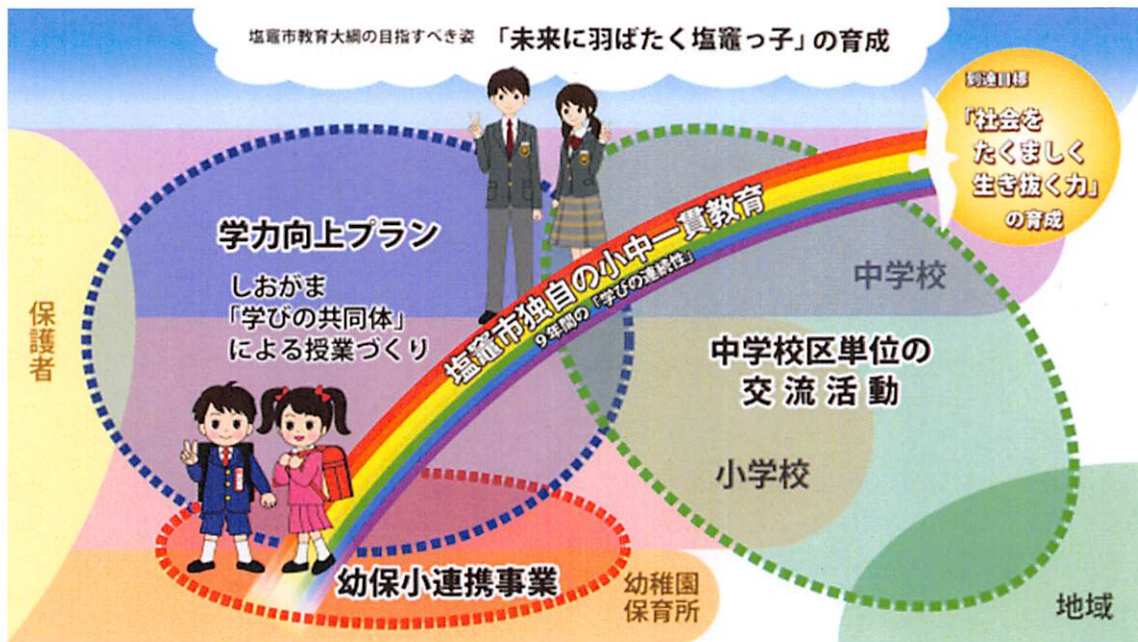 塩竈市教育大綱の目指すべき姿 「未来に羽ばたく塩竈っ子」の育成
到達目標
「社会を
たくましく
生き抜く力」
の育成
学力向上プラン
しおがま
「学びの共同体」
による授業づくり
塩竈市独自の小中一貫教育
9年間の「学びの連続性」
中学校
中学校区単位の
交流活動
小学校
保護者
幼保小連携事業
幼稚園
保育所
地域